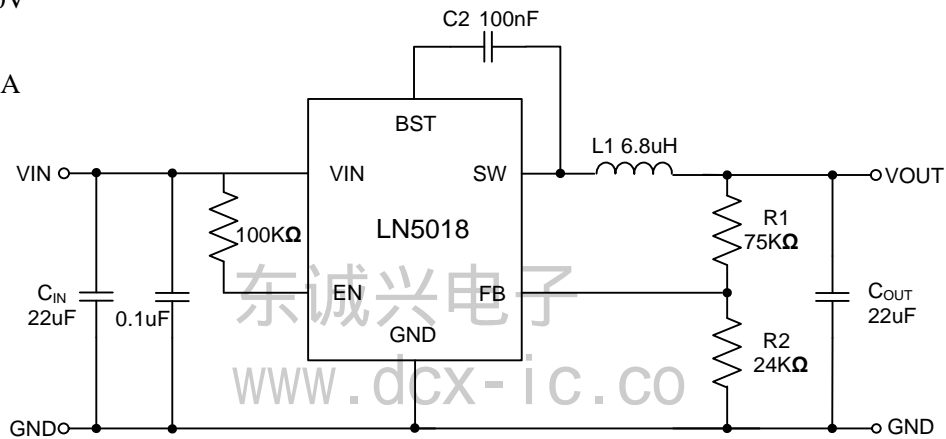 A
C2 100nF
BST
L1 6.8uH
VIN
VIN
SW
VOUT
LN5018
100KΩ
R1
75KΩ
CIN
22uF
0.1uF
EN
FB
COUT
22uF
GND
R2
24KΩ
GND
GND
东诚兴电子
www.dcx-ic.co